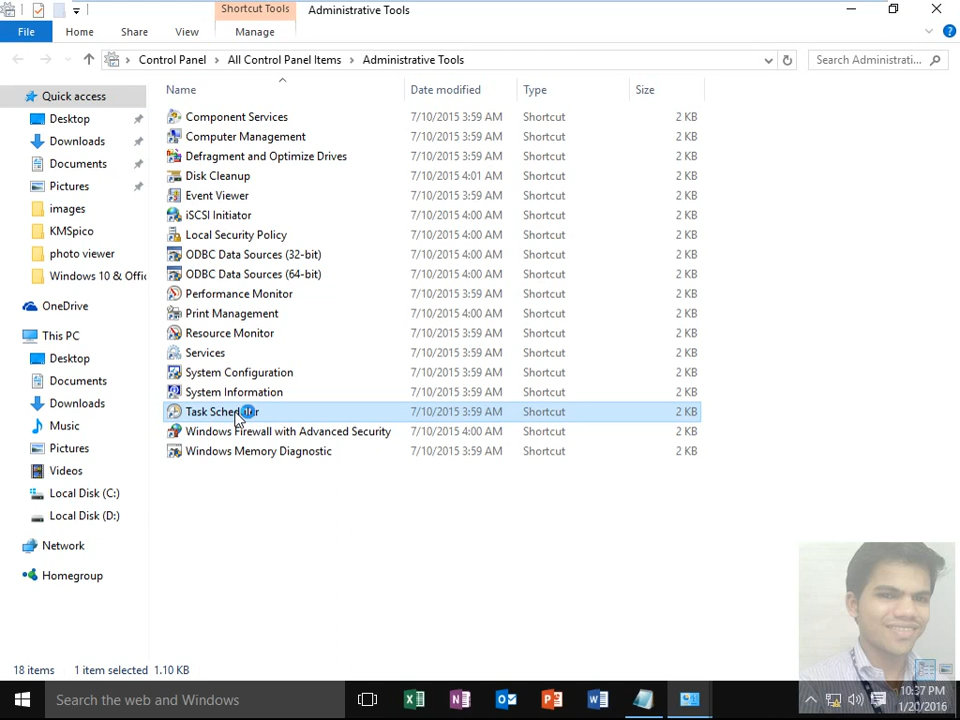 Shortcut Tools
Administrative Tools
File
Home
Share
View
Manage
Control Panel
All Control Panel Items
Administrative Tools
Search Administrati...
Name
Date modified
Type
Size
Quick access
Desktop
Downloads
Documents
Pictures
images
KMSpico
photo viewer
Windows 10 & Offi
OneDrive
This PC
Desktop
Documents
Downloads
Music
Pictures
Videos
Local Disk (C:)
Local Disk (D:)
Network
Homegroup
Component Services 7/10/2015 3:59 AM Shortcut 2 KB
Computer Management 7/10/2015 3:59 AM Shortcut 2 KB
Defragment and Optimize Drives 7/10/2015 3:59 AM Shortcut 2 KB
Disk Cleanup 7/10/2015 4:01 AM Shortcut 2 KB
Event Viewer 7/10/2015 3:59 AM Shortcut 2 KB
iSCSI Initiator 7/10/2015 4:00 AM Shortcut 2 KB
Local Security Policy 7/10/2015 4:00 AM Shortcut 2 KB
ODBC Data Sources (32-bit) 7/10/2015 4:00 AM Shortcut 2 KB
ODBC Data Sources (64-bit) 7/10/2015 4:00 AM Shortcut 2 KB
Performance Monitor 7/10/2015 3:59 AM Shortcut 2 KB
Print Management 7/10/2015 4:00 AM Shortcut 2 KB
Resource Monitor 7/10/2015 3:59 AM Shortcut 2 KB
Services 7/10/2015 3:59 AM Shortcut 2 KB
System Configuration 7/10/2015 3:59 AM Shortcut 2 KB
System Information 7/10/2015 3:59 AM Shortcut 2 KB
Task Scheduler 7/10/2015 3:59 AM Shortcut 2 KB
Windows Firewall with Advanced Security 7/10/2015 4:00 AM Shortcut 2 KB
Windows Memory Diagnostic 7/10/2015 3:59 AM Shortcut 2 KB
18 items 1 item selected 1.10 KB
Search the web and Windows
10:37 PM
1/20/2016